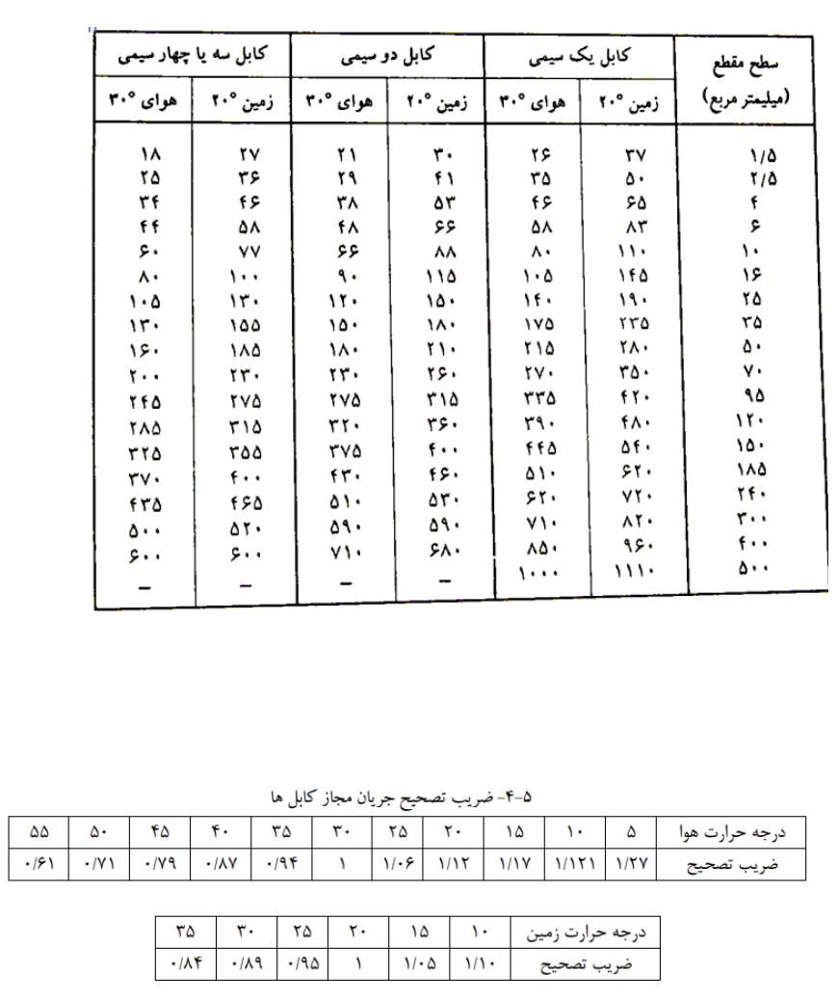 سطح مقطع (میلیمتر مربع) کابل یک سیمی کابل دو سیمی کابل سه یا چهار سیمی
زمین ۲۰° هوای ۳۰° زمین ۲۰° هوای ۳۰° زمین ۲۰° هوای ۳۰°
۱/۵ ۳۷ ۲۶ ۳۰ ۲۱ ۲۷ ۱۸
۲/۵ ۵۰ ۳۵ ۴۱ ۲۹ ۳۶ ۲۵
۴ ۶۵ ۴۶ ۵۳ ۳۸ ۴۶ ۳۴
۶ ۸۳ ۵۸ ۶۶ ۴۸ ۵۸ ۴۴
۱۰ ۱۱۰ ۸۰ ۸۸ ۶۶ ۷۷ ۶۰
۱۶ ۱۴۵ ۱۰۵ ۱۱۵ ۹۰ ۱۰۰ ۸۰
۲۵ ۱۹۰ ۱۴۰ ۱۵۰ ۱۲۰ ۱۳۰ ۱۰۵
۳۵ ۲۳۵ ۱۷۵ ۱۸۰ ۱۵۰ ۱۵۵ ۱۳۰
۵۰ ۲۸۰ ۲۱۵ ۲۱۰ ۱۸۰ ۱۸۵ ۱۶۰
۷۰ ۳۵۰ ۲۷۰ ۲۶۰ ۲۳۰ ۲۳۰ ۲۰۰
۹۵ ۴۲۰ ۳۳۵ ۳۱۵ ۲۷۵ ۲۷۵ ۲۴۵
۱۲۰ ۴۸۰ ۳۹۰ ۳۶۰ ۳۲۰ ۳۱۵ ۲۸۵
۱۵۰ ۵۴۰ ۴۴۵ ۴۰۰ ۳۷۵ ۳۵۵ ۳۲۵
۱۸۵ ۶۲۰ ۵۱۰ ۴۶۰ ۴۳۰ ۴۰۰ ۳۷۰
۲۴۰ ۷۲۰ ۶۲۰ ۵۳۰ ۵۱۰ ۴۶۵ ۴۳۵
۳۰۰ ۸۲۰ ۷۱۰ ۵۹۰ ۵۹۰ ۵۲۰ ۵۰۰
۴۰۰ ۹۶۰ ۸۵۰ ۶۸۰ ۷۱۰ ۶۰۰ ۶۰۰
۵۰۰ ۱۱۱۰ ۱۰۰۰ – – – –
۵-۴- ضریب تصحیح جریان مجاز کابل ها
درجه حرارت هوا ۵ ۱۰ ۱۵ ۲۰ ۲۵ ۳۰ ۳۵ ۴۰ ۴۵ ۵۰ ۵۵
ضریب تصحیح ۱/۲۷ ۱/۱۲۱ ۱/۱۷ ۱/۱۲ ۱/۰۶ ۱ ۰/۹۴ ۰/۸۷ ۰/۷۹ ۰/۷۱ ۰/۶۱
درجه حرارت زمین ۱۰ ۱۵ ۲۰ ۲۵ ۳۰ ۳۵
ضریب تصحیح ۱/۱۰ ۱/۰۵ ۱ ۰/۹۵ ۰/۸۹ ۰/۸۴